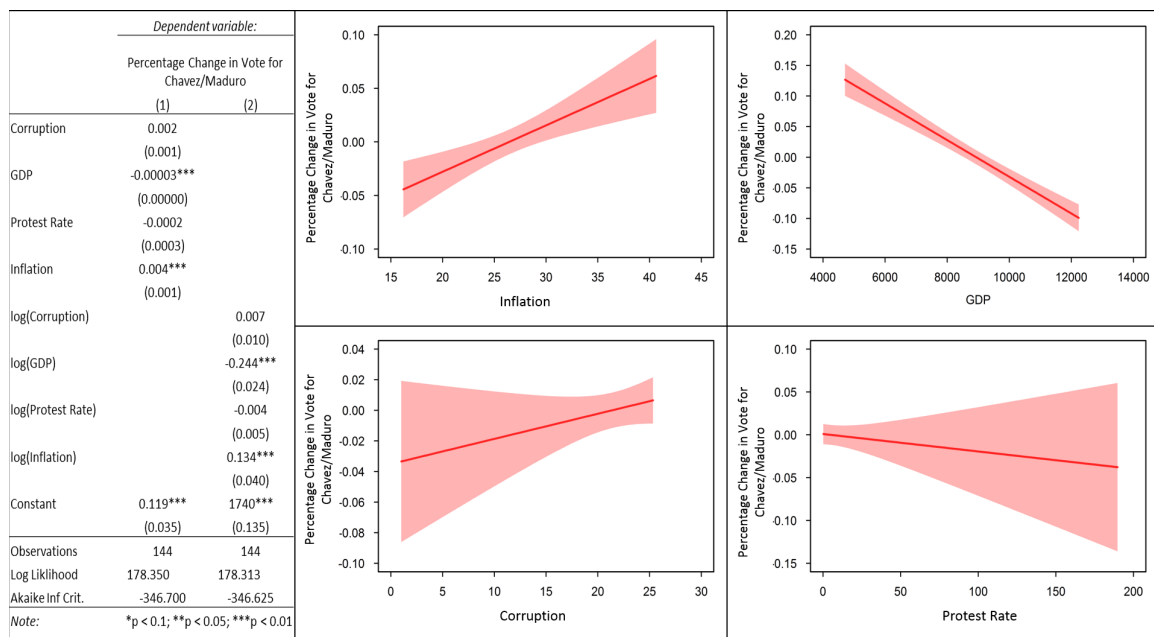 Dependent variable:
Percentage Change in Vote for
Chavez/Maduro
(1) (2)
Corruption 0.002
(0.001)
GDP -0.00003***
(0.00000)
Protest Rate -0.0002
(0.0003)
Inflation 0.004***
(0.001)
log(Corruption) 0.007
(0.010)
log(GDP) -0.244***
(0.024)
log(Protest Rate) -0.004
(0.005)
log(Inflation) 0.134***
(0.040)
Constant 0.119*** 1740***
(0.035) (0.135)
Observations 144 144
Log Liklihood 178.350 178.313
Akaike Inf Crit. -346.700 -346.625
Note: *p < 0.1; **p < 0.05; ***p < 0.01
Percentage Change in Vote for
Chavez/Maduro
0.10
0.05
0.00
-0.05
-0.10
15 20 25 30 35 40 45
Inflation
Percentage Change in Vote for
Chavez/Maduro
0.20
0.15
0.10
0.05
0.00
-0.05
-0.10
-0.15
4000 6000 8000 10000 12000 14000
GDP
Percentage Change in Vote for
Chavez/Maduro
0.04
0.02
0.00
-0.02
-0.04
-0.06
-0.08
-0.10
0 5 10 15 20 25 30
Corruption
Percentage Change in Vote for
Chavez/Maduro
0.10
0.05
0.00
-0.05
-0.10
-0.15
0 50 100 150 200
Protest Rate